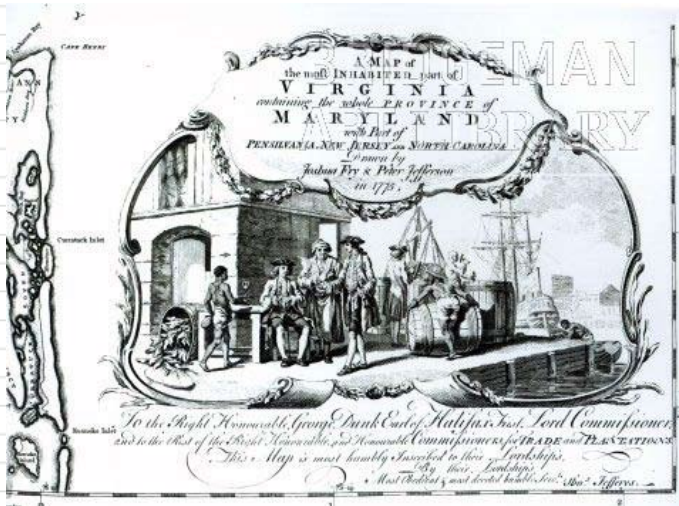 CAPE HENRY
Currituck Inlet
Roanoke Inlet
BRIDGEMAN
ART LIBRARY
A MAP of
the most INHABITED part of
VIRGINIA
containing the whole PROVINCE of
MARYLAND
with Part of
PENSILVANIA, NEW JERSEY AND NORTH CAROLINA
Drawn by
Joshua Fry & Peter Jefferson
in 1775.
To the Right Honourable, George Dunk Earl of Halifax First Lord Commissioner,
and to the Rest of the Right Honourable, and Honourable Commissioners, for TRADE and PLANTATIONS
This Map is most humbly Inscribed to their Lordship's,
By their Lordship's
Most Obedient & most devoted humble Serv.t Tho.s Jefferys.